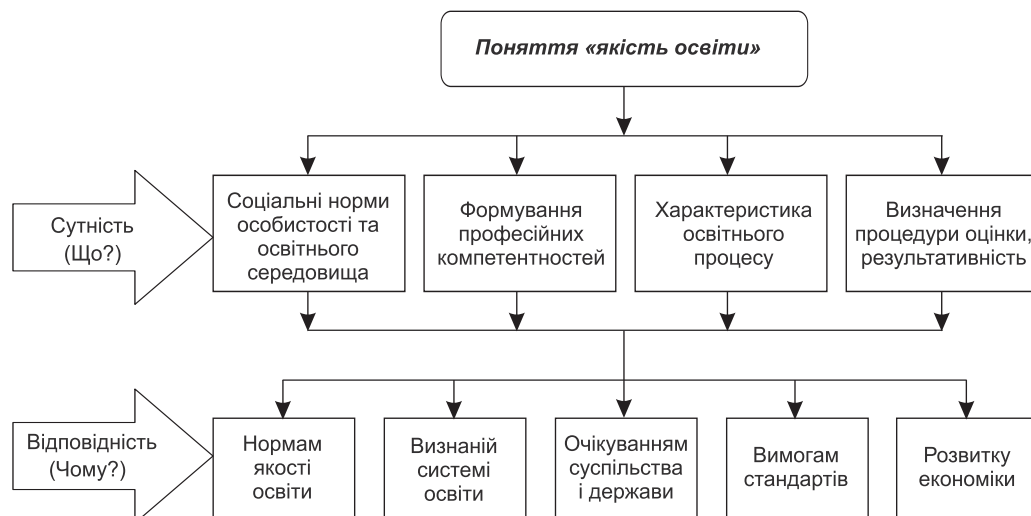 Поняття «якість освіти»
Сутність
(Що?)
Соціальні норми
особистості та
освітнього
середовища
Формування
професійних
компетентностей
Характеристика
освітнього
процесу
Визначення
процедури оцінки,
результативність
Відповідність
(Чому?)
Нормам
якості
освіти
Визнаній
системі
освіти
Очікуванням
суспільства
і держави
Вимогам
стандартів
Розвитку
економіки